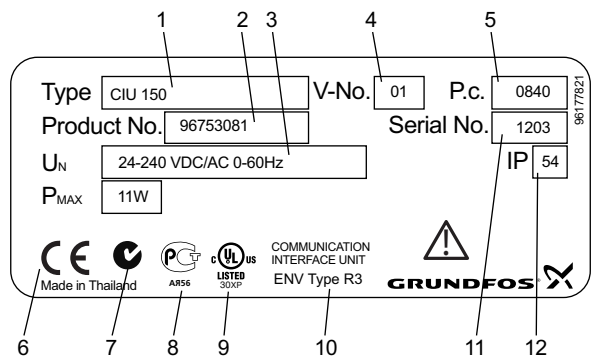 1 2 3 4 5
Type CIU 150 V-No. 01 P.c. 0840
Product No. 96753081 Serial No. 1203
UN 24-240 VDC/AC 0-60Hz IP 54
PMAX 11W
96177821
CE
Made in Thailand
РСТ
АЯ56
c UL US
LISTED
30XP
COMMUNICATION
INTERFACE UNIT
ENV Type R3
GRUNDFOS
6 7 8 9 10 11 12